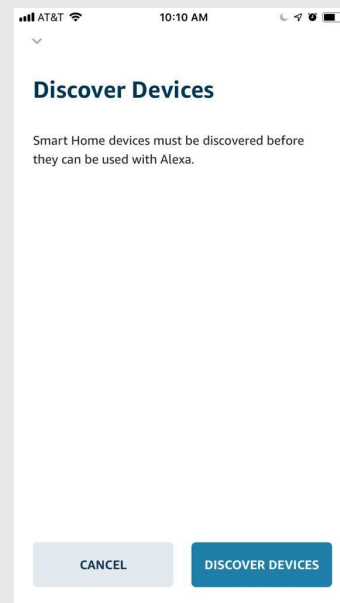 AT&T 10:10 AM
Discover Devices
Smart Home devices must be discovered before
they can be used with Alexa.
CANCEL DISCOVER DEVICES